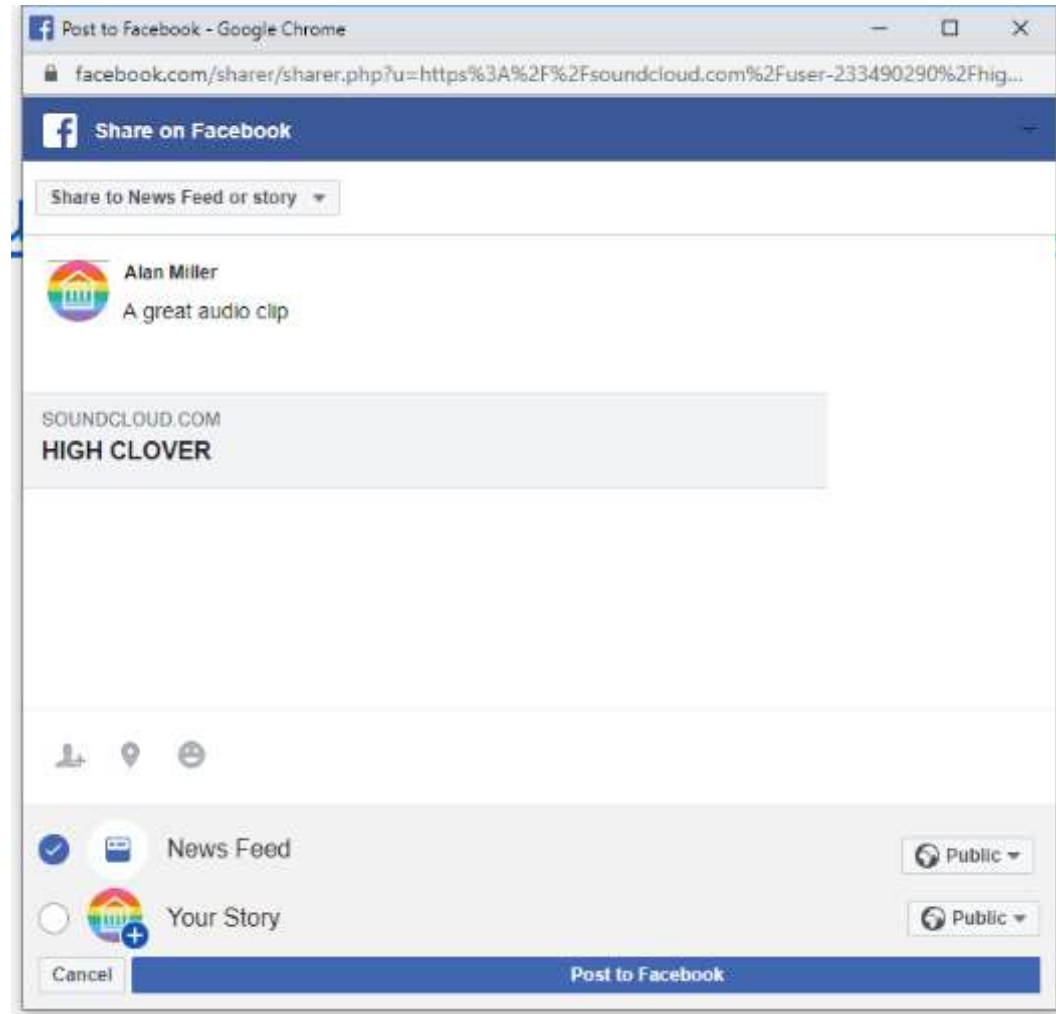 Post to Facebook - Google Chrome
facebook.com/sharer/sharer.php?u=https%3A%2F%2Fsoundcloud.com%2Fuser-233490290%2Fhig...
Share on Facebook
Share to News Feed or story
Alan Miller
A great audio clip
SOUNDCLOUD.COM
HIGH CLOVER
News Feed
Public
Your Story
Public
Cancel
Post to Facebook